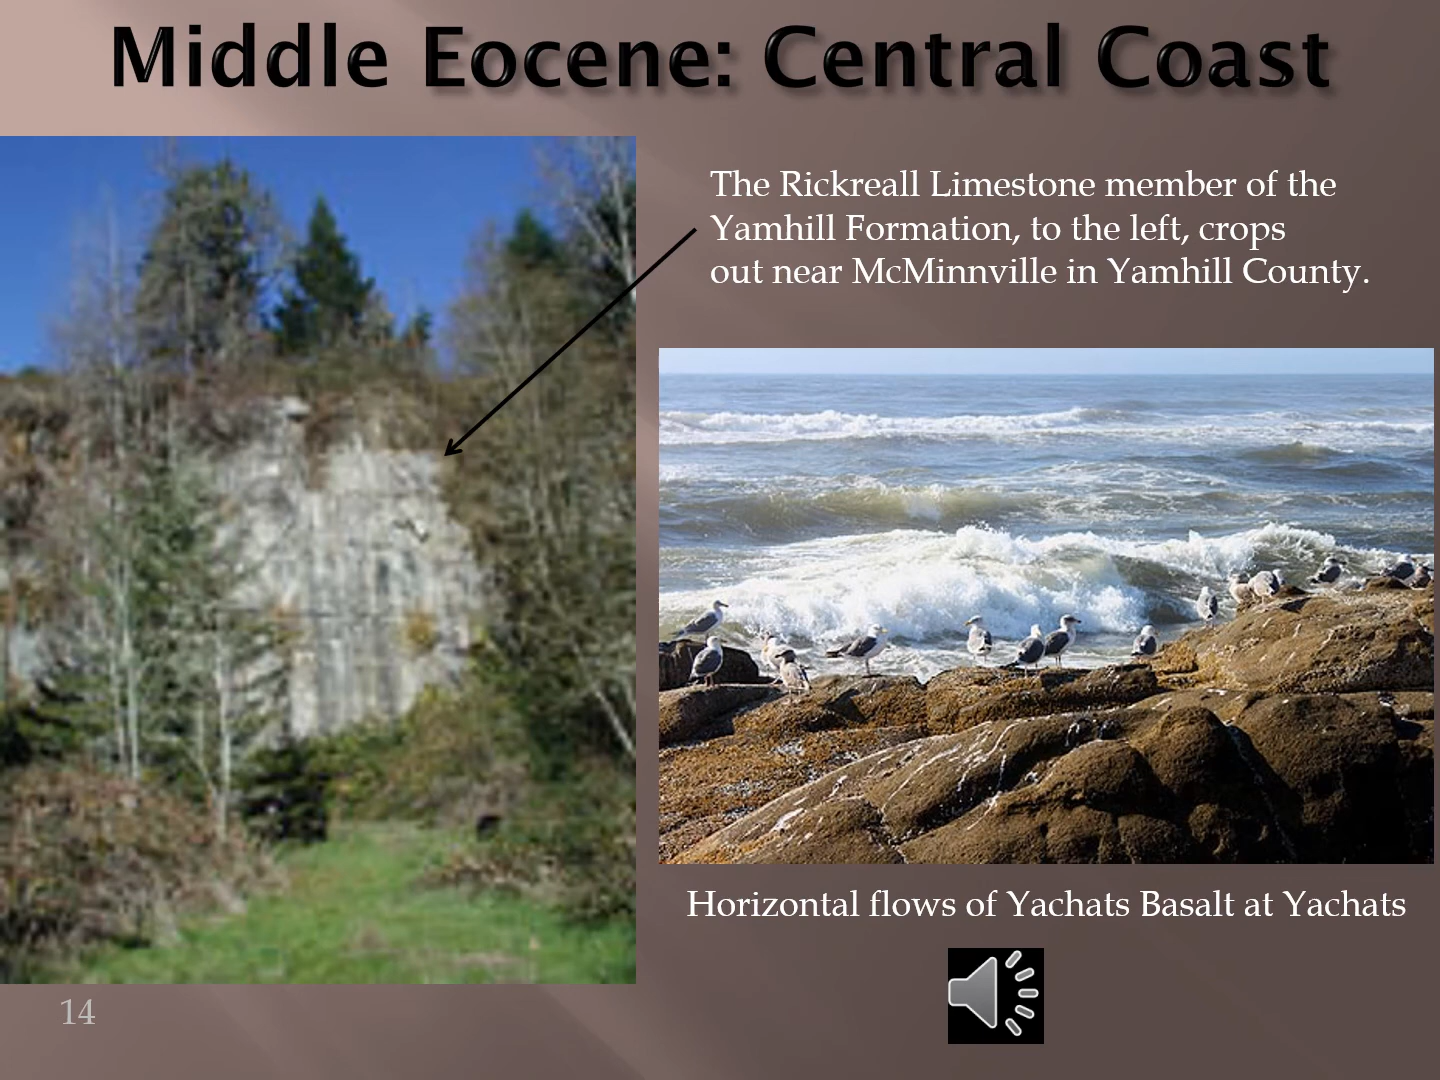 Middle Eocene: Central Coast
The Rickreall Limestone member of the
Yamhill Formation, to the left, crops
out near McMinnville in Yamhill County.
Horizontal flows of Yachats Basalt at Yachats
14